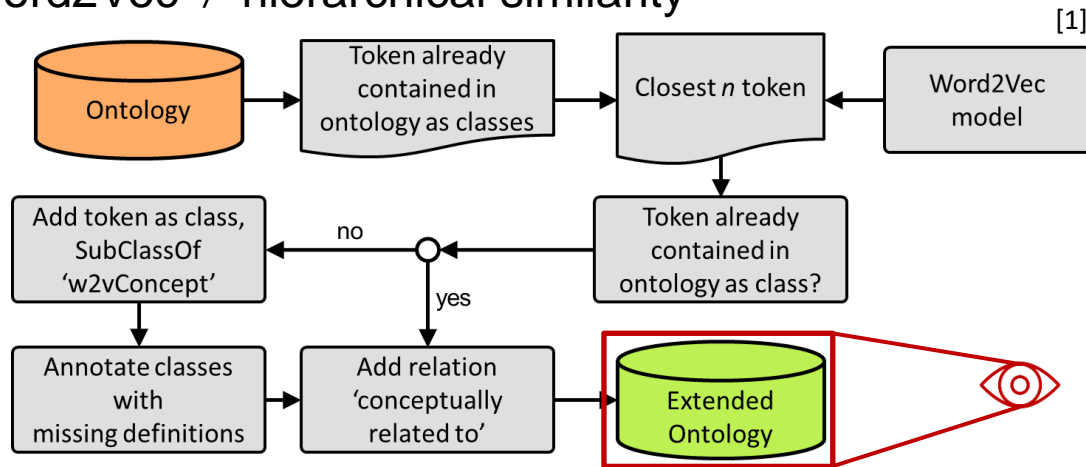 [1]
Token already
contained in
ontology as classes
Ontology
Closest n token
Word2Vec
model
Add token as class,
SubClassOf
‘w2vConcept’
no
Token already
contained in
ontology as class?
yes
Annotate classes
with
missing definitions
Add relation
‘conceptually
related to’
Extended
Ontology